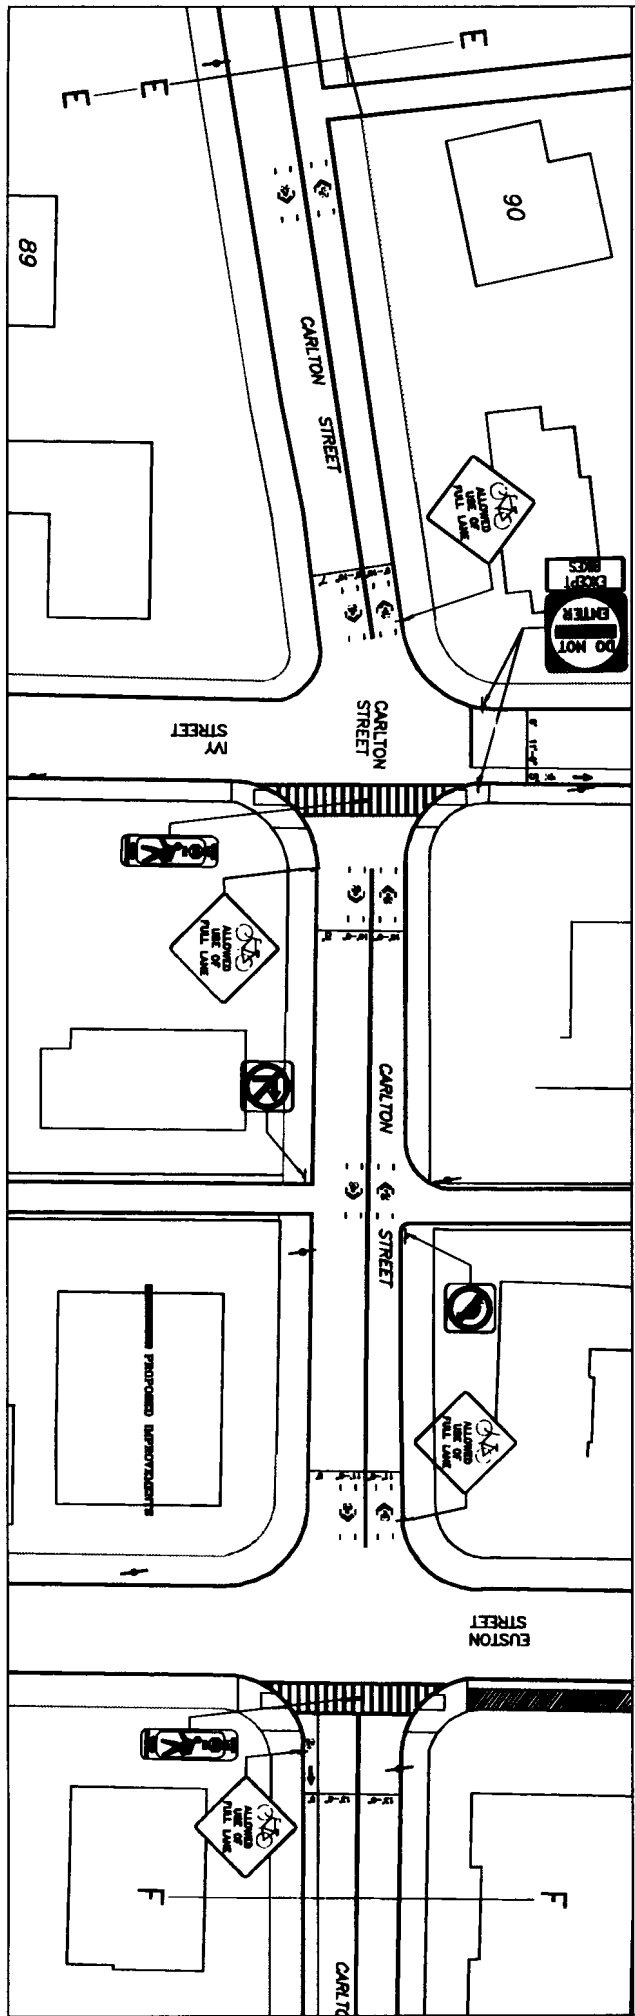 E
E
E
90
89
CARLTON STREET
ALLOWED
USE OF
FULL LANE
EXCEPT
BIKES
DO NOT
ENTER
IVY
STREET
CARLTON
STREET
ALLOWED
USE OF
FULL LANE
CARLTON STREET
PROPOSED IMPROVEMENTS
ALLOWED
USE OF
FULL LANE
EUSTON
STREET
ALLOWED
USE OF
FULL LANE
F
F
CARLTO